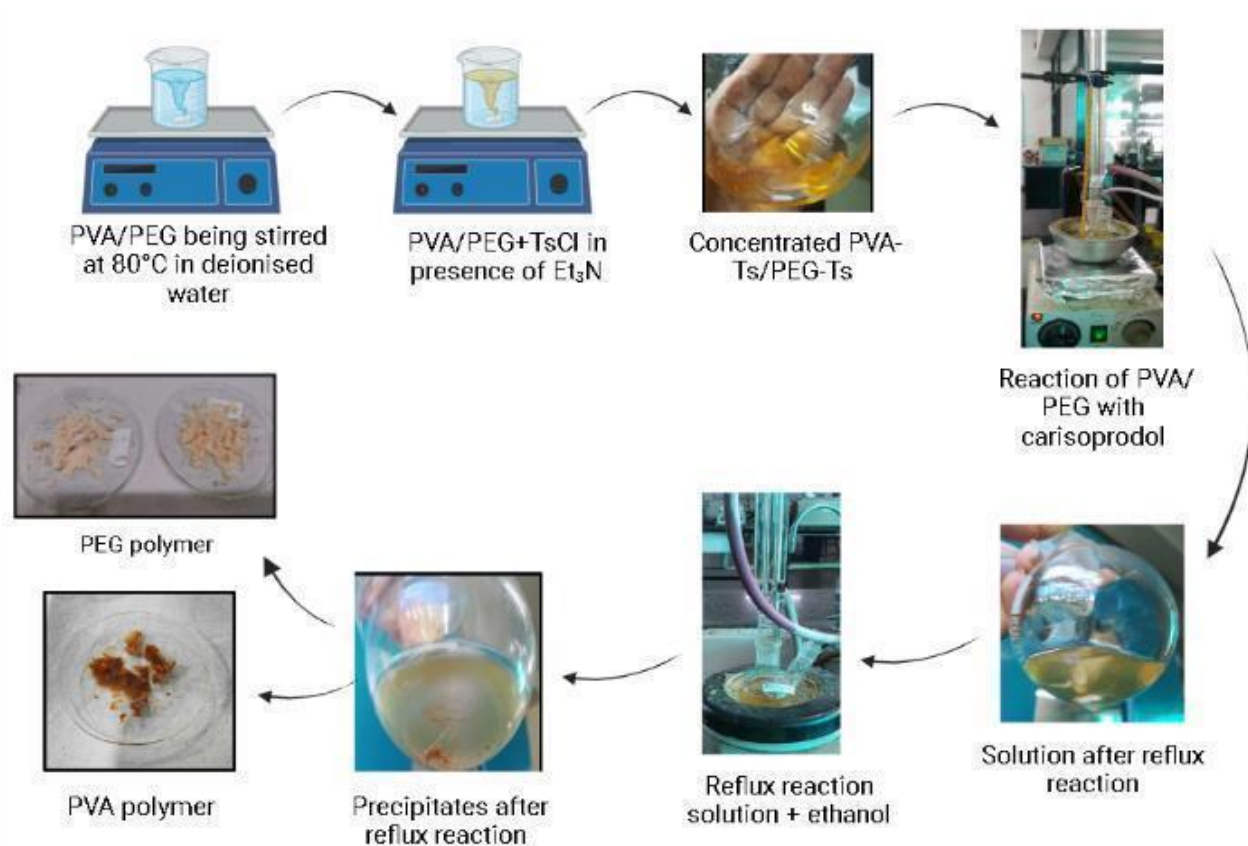 PVA/PEG being stirred
at 80°C in deionised
water
PVA/PEG+TsCl in
presence of Et₃N
Concentrated PVA-
Ts/PEG-Ts
Reaction of PVA/
PEG with
carisoprodol
Solution after reflux
reaction
Reflux reaction
solution + ethanol
Precipitates after
reflux reaction
PEG polymer
PVA polymer